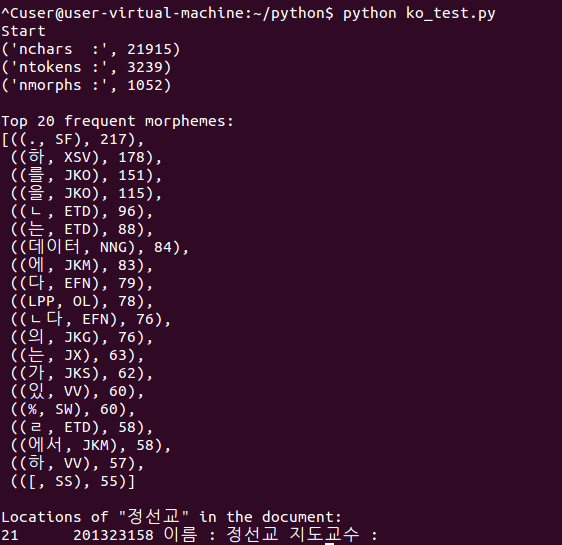 ^Cuser@user-virtual-machine:~/python$ python ko_test.py
Start
('nchars  :', 21915)
('ntokens :', 3239)
('nmorphs :', 1052)

Top 20 frequent morphemes:
[((., SF), 217),
 ((하, XSV), 178),
 ((를, JKO), 151),
 ((을, JKO), 115),
 ((ㄴ, ETD), 96),
 ((는, ETD), 88),
 ((데이터, NNG), 84),
 ((에, JKM), 83),
 ((다, EFN), 79),
 ((LPP, OL), 78),
 ((ㄴ다, EFN), 76),
 ((의, JKG), 76),
 ((는, JX), 63),
 ((가, JKS), 62),
 ((있, VV), 60),
 ((%, SW), 60),
 ((ㄹ, ETD), 58),
 ((에서, JKM), 58),
 ((하, VV), 57),
 (([, SS), 55)]

Locations of "정선교" in the document:
21      201323158 이름 : 정선교 지도교수 :